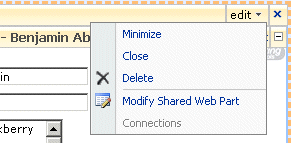 edit
- Benjamin Ab
Minimize
Close
in
Delete
Modify Shared Web Part
kberry
Connections